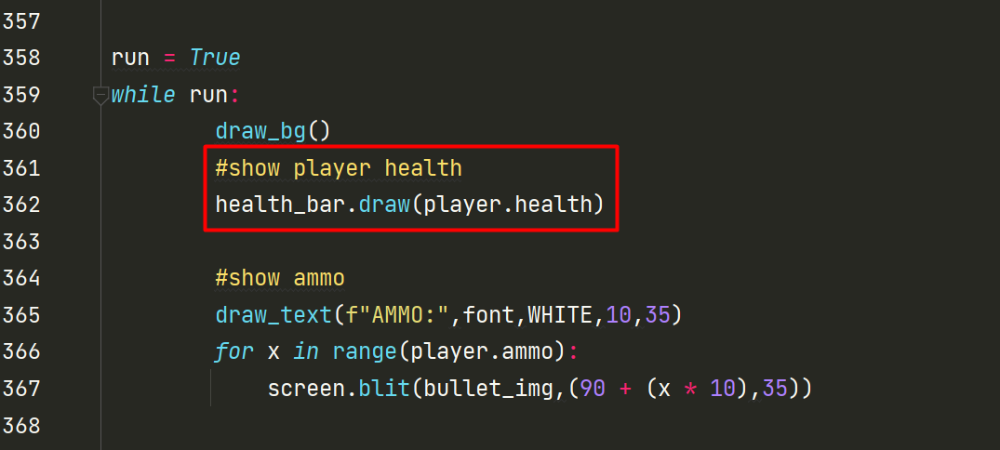 357
358 run = True
359 while run:
360 draw_bg()
361 #show player health
362 health_bar.draw(player.health)
363
364 #show ammo
365 draw_text(f"AMMO:",font,WHITE,10,35)
366 for x in range(player.ammo):
367 screen.blit(bullet_img,(90 + (x * 10),35))
368